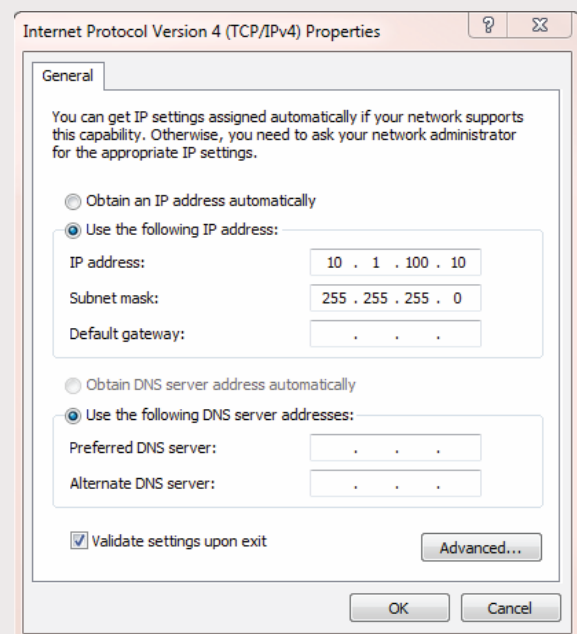 Internet Protocol Version 4 (TCP/IPv4) Properties
General
You can get IP settings assigned automatically if your network supports
this capability. Otherwise, you need to ask your network administrator
for the appropriate IP settings.
Obtain an IP address automatically
Use the following IP address:
IP address: 10 . 1 . 100 . 10
Subnet mask: 255 . 255 . 255 . 0
Default gateway: . . .
Obtain DNS server address automatically
Use the following DNS server addresses:
Preferred DNS server: . . .
Alternate DNS server: . . .
Validate settings upon exit
Advanced...
OK Cancel